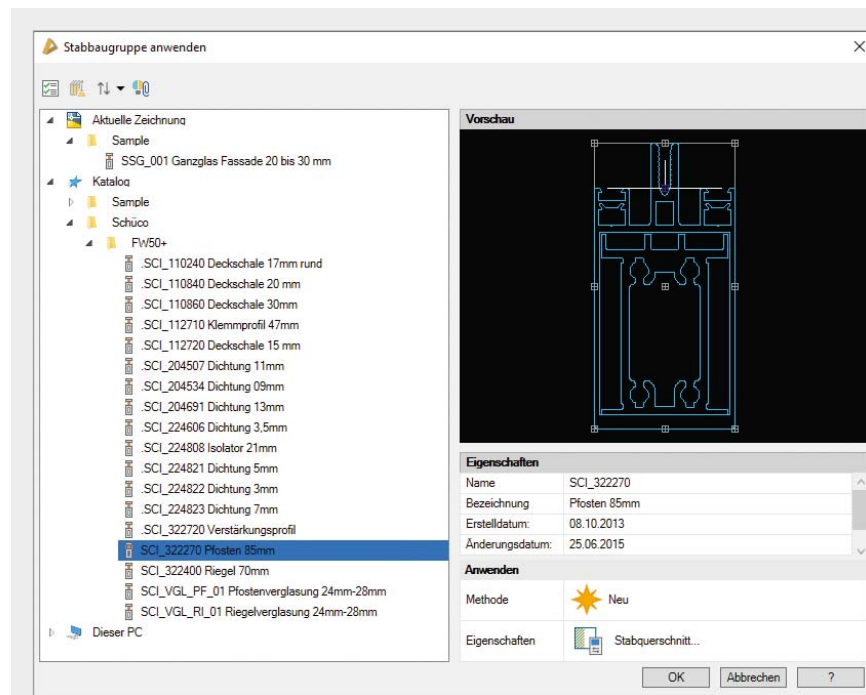 Stabbaugruppe anwenden
Aktuelle Zeichnung
Sample
SSG_001 Ganzglas Fassade 20 bis 30 mm
Katalog
Sample
Schüco
FW50+
.SCI_110240 Deckschale 17mm rund
.SCI_110840 Deckschale 20 mm
.SCI_110860 Deckschale 30mm
.SCI_112710 Klemmprofil 47mm
.SCI_112720 Deckschale 15 mm
.SCI_204507 Dichtung 11mm
.SCI_204534 Dichtung 09mm
.SCI_204691 Dichtung 13mm
.SCI_224606 Dichtung 3,5mm
.SCI_224808 Isolator 21mm
.SCI_224821 Dichtung 5mm
.SCI_224822 Dichtung 3mm
.SCI_224823 Dichtung 7mm
.SCI_322720 Verstärkungsprofil
SCI_322270 Pfosten 85mm
SCI_322400 Riegel 70mm
SCI_VGL_PF_01 Pfostenverglasung 24mm-28mm
SCI_VGL_RI_01 Riegelverglasung 24mm-28mm
Dieser PC
Vorschau
Eigenschaften
Name SCI_322270
Bezeichnung Pfosten 85mm
Erstelldatum: 08.10.2013
Änderungsdatum: 25.06.2015
Anwenden
Methode Neu
Eigenschaften Stabquerschnitt...
OK Abbrechen ?